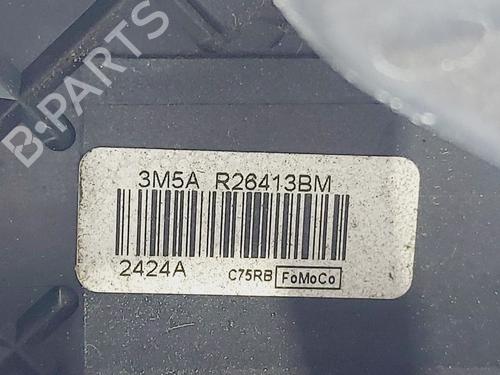 B-PARTS
3M5A R26413BM
2424A C75RB FoMoCo